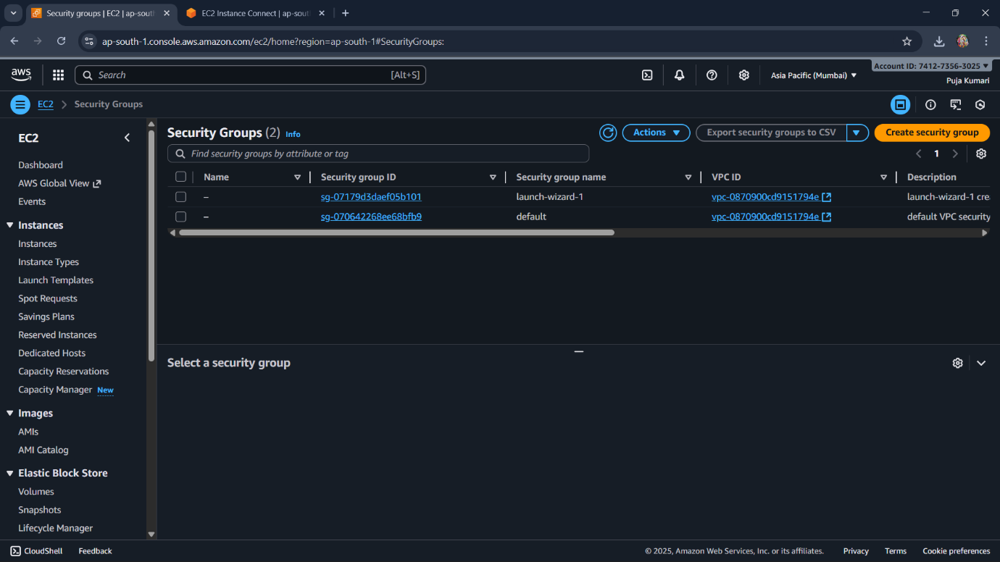 Security groups | EC2 | ap-sout
EC2 Instance Connect | ap-sout
ap-south-1.console.aws.amazon.com/ec2/home?region=ap-south-1#SecurityGroups:
aws
Search
[Alt+S]
Asia Pacific (Mumbai)
Account ID: 7412-7356-3025
Puja Kumari
EC2
Security Groups
EC2
Dashboard
AWS Global View
Events
Instances
Instances
Instance Types
Launch Templates
Spot Requests
Savings Plans
Reserved Instances
Dedicated Hosts
Capacity Reservations
Capacity Manager New
Images
AMIs
AMI Catalog
Elastic Block Store
Volumes
Snapshots
Lifecycle Manager
Security Groups (2) Info
Actions
Export security groups to CSV
Create security group
Find security groups by attribute or tag
1
Name Security group ID Security group name VPC ID Description
– sg-07179d3daef05b101 launch-wizard-1 vpc-0870900cd9151794e launch-wizard-1 cre
– sg-070642268ee68bfb9 default vpc-0870900cd9151794e default VPC security
Select a security group
CloudShell Feedback
© 2025, Amazon Web Services, Inc. or its affiliates. Privacy Terms Cookie preferences